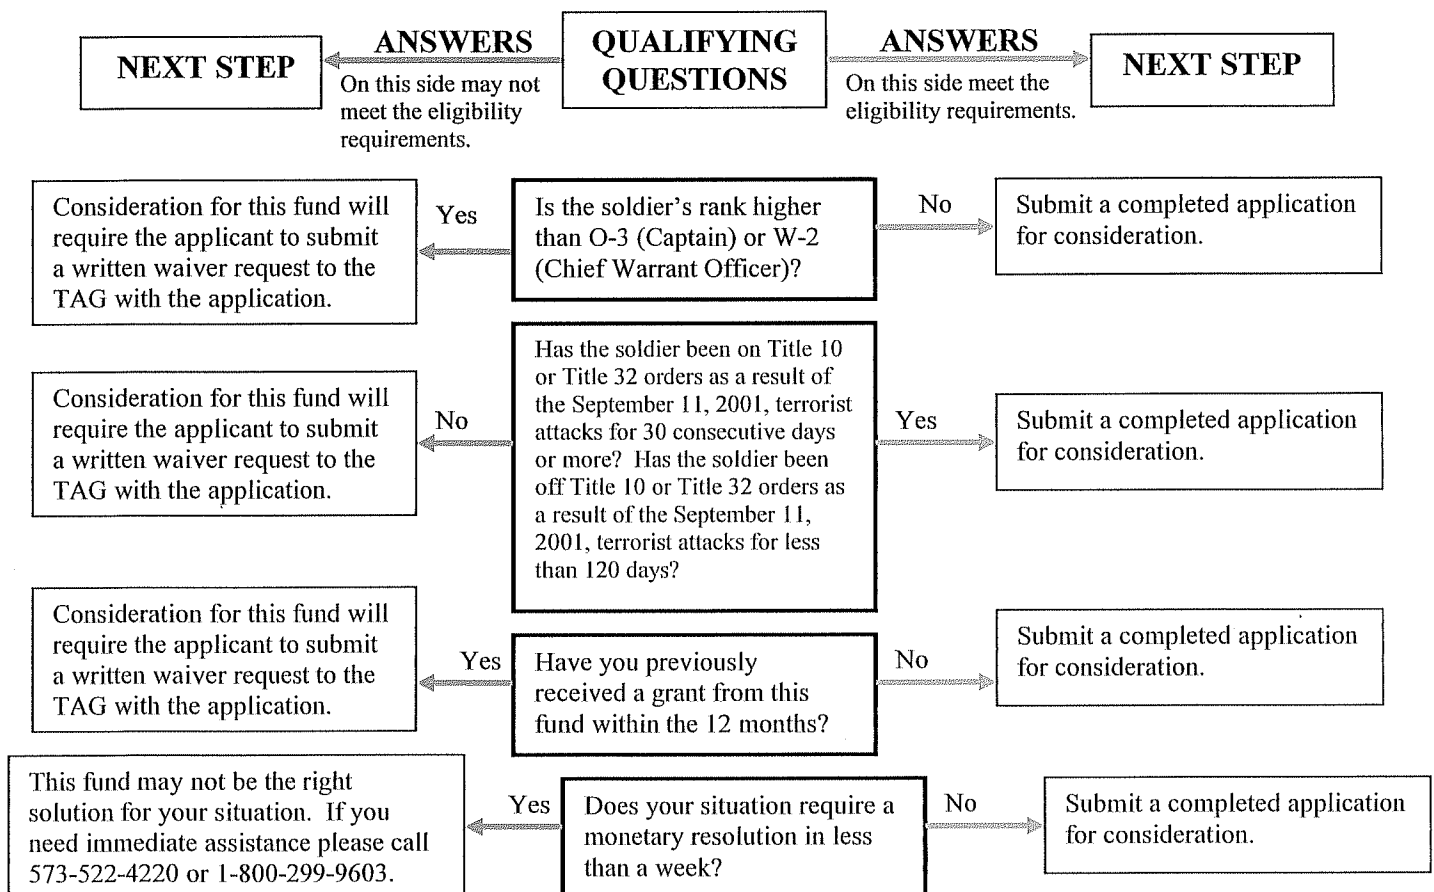 NEXT STEP
ANSWERS
On this side may not
meet the eligibility
requirements.
QUALIFYING
QUESTIONS
ANSWERS
On this side meet the
eligibility requirements.
NEXT STEP
Consideration for this fund will
require the applicant to submit
a written waiver request to the
TAG with the application.
Yes
Is the soldier's rank higher
than O-3 (Captain) or W-2
(Chief Warrant Officer)?
No
Submit a completed application
for consideration.
Consideration for this fund will
require the applicant to submit
a written waiver request to the
TAG with the application.
No
Has the soldier been on Title 10
or Title 32 orders as a result of
the September 11, 2001, terrorist
attacks for 30 consecutive days
or more?  Has the soldier been
off Title 10 or Title 32 orders as
a result of the September 11,
2001, terrorist attacks for less
than 120 days?
Yes
Submit a completed application
for consideration.
Consideration for this fund will
require the applicant to submit
a written waiver request to the
TAG with the application.
Yes
Have you previously
received a grant from this
fund within the 12 months?
No
Submit a completed application
for consideration.
This fund may not be the right
solution for your situation.  If you
need immediate assistance please call
573-522-4220 or 1-800-299-9603.
Yes
Does your situation require a
monetary resolution in less
than a week?
No
Submit a completed application
for consideration.